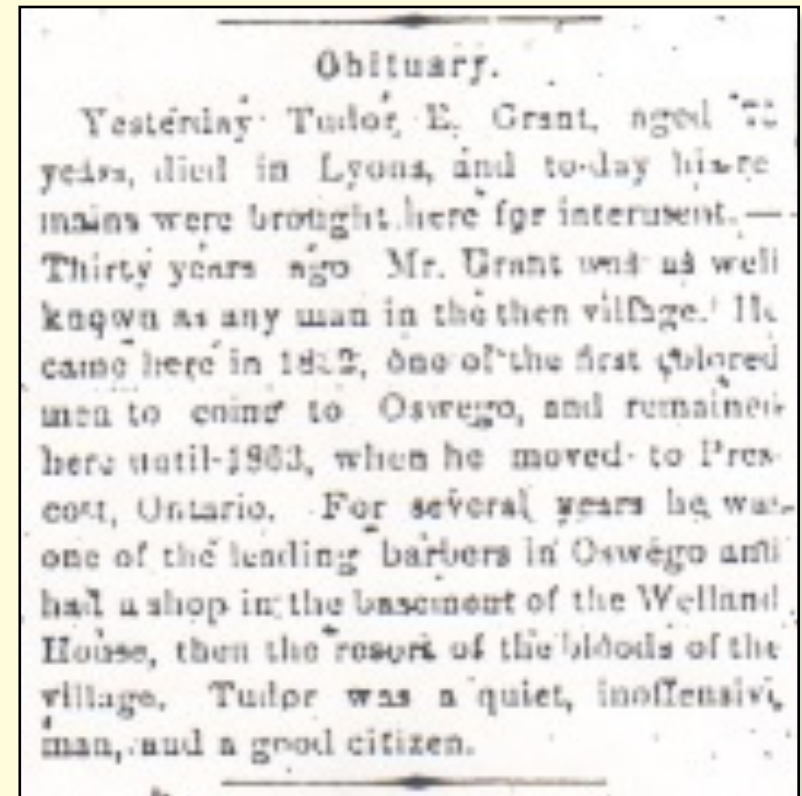 Obituary.
Yesterday Tudor E. Grant, aged
years, died in Lyons, and to-day his re
mains were brought here for interment.—
Thirty years ago Mr. Grant was as well
known as any man in the then village. He
came here in one of the first colored
men to come to Oswego, and remained
here until 1863, when he moved to Pres
cott, Ontario. For several years he was
one of the leading barbers in Oswego and
had a shop in the basement of the Welland
House, then the resort of the bloods of the
village. Tudor was a quiet, inoffensive
man, and a good citizen.